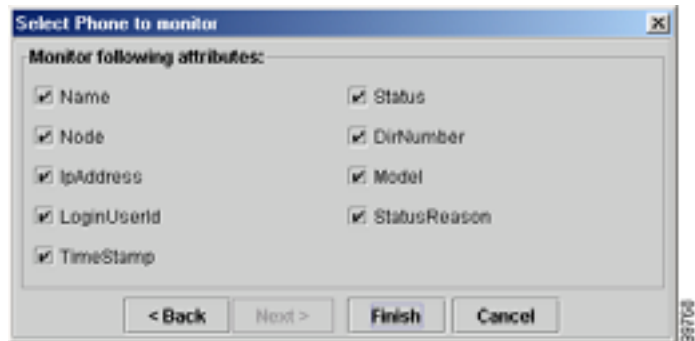 Select Phone to monitor
Monitor following attributes:
Name
Status
Node
DirNumber
IpAddress
Model
LoginUserId
StatusReason
TimeStamp
< Back Next > Finish Cancel
99768